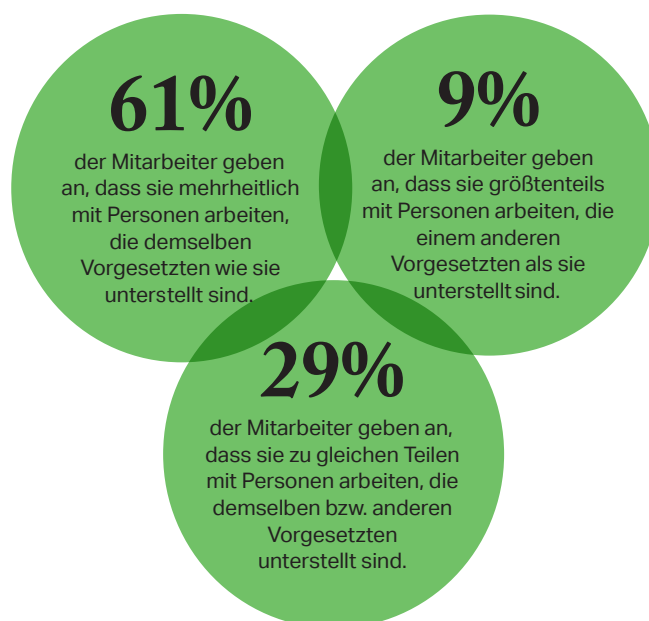 61%
der Mitarbeiter geben
an, dass sie mehrheitlich
mit Personen arbeiten,
die demselben
Vorgesetzten wie sie
unterstellt sind.
9%
der Mitarbeiter geben
an, dass sie größtenteils
mit Personen arbeiten, die
einem anderen
Vorgesetzten als sie
unterstellt sind.
29%
der Mitarbeiter geben an,
dass sie zu gleichen Teilen
mit Personen arbeiten, die
demselben bzw. anderen
Vorgesetzten
unterstellt sind.